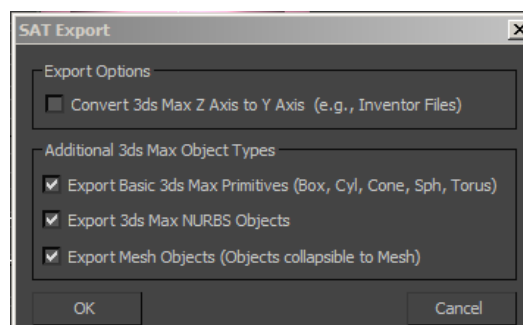 SAT Export
Export Options
Convert 3ds Max Z Axis to Y Axis (e.g., Inventor Files)
Additional 3ds Max Object Types
Export Basic 3ds Max Primitives (Box, Cyl, Cone, Sph, Torus)
Export 3ds Max NURBS Objects
Export Mesh Objects (Objects collapsible to Mesh)
OK Cancel